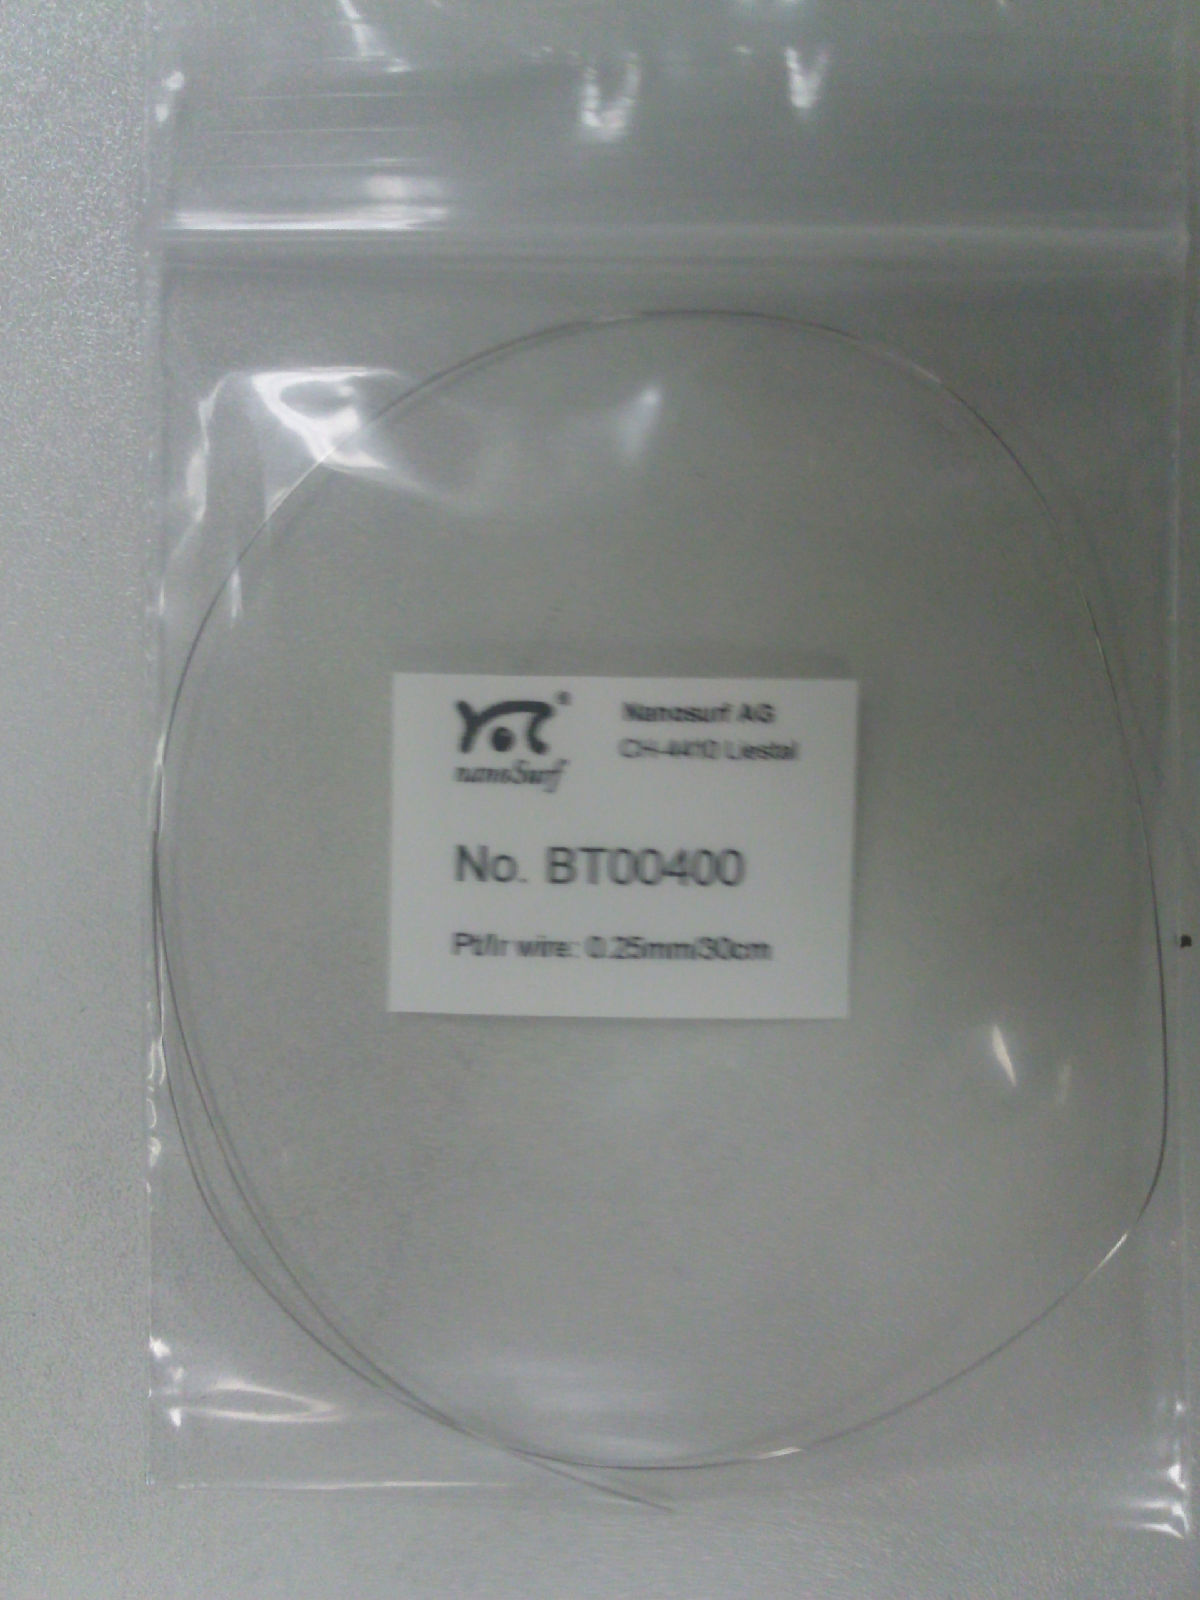 ®
nanoSurf
Nanosurf AG
CH-4410 Liestal
No. BT00400
Pt/Ir wire: 0.25mm/30cm